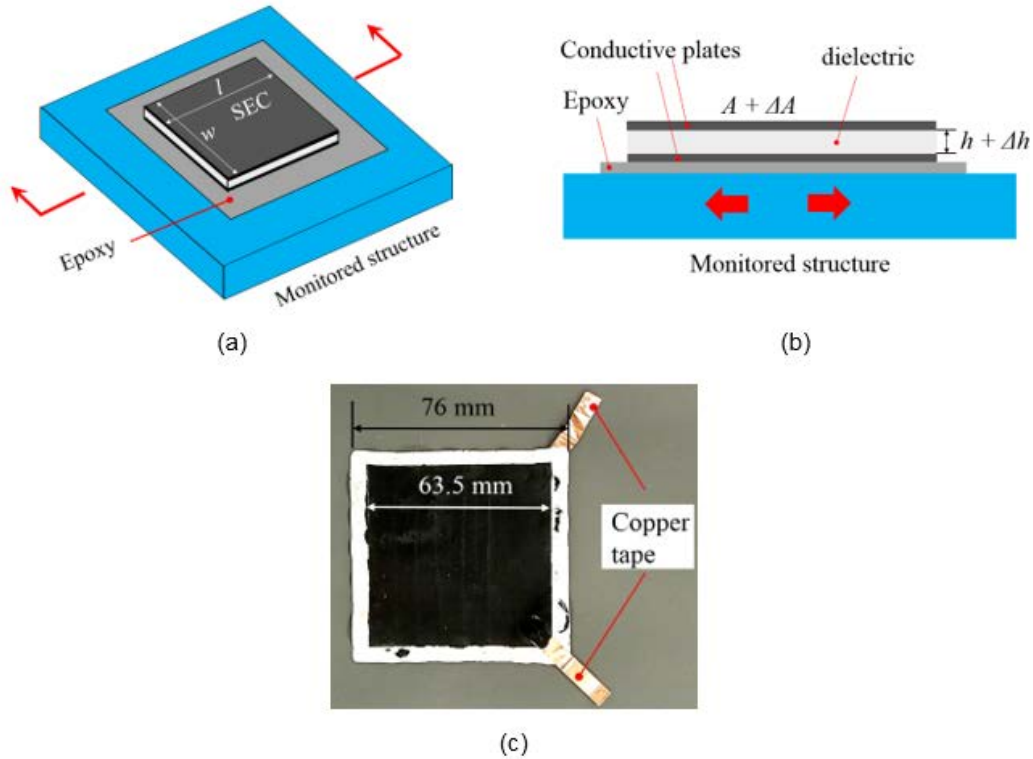 l
SEC
w
Epoxy
Monitored structure
(a)
Conductive plates
dielectric
Epoxy
A + ΔA
h + Δh
Monitored structure
(b)
76 mm
63.5 mm
Copper
tape
(c)